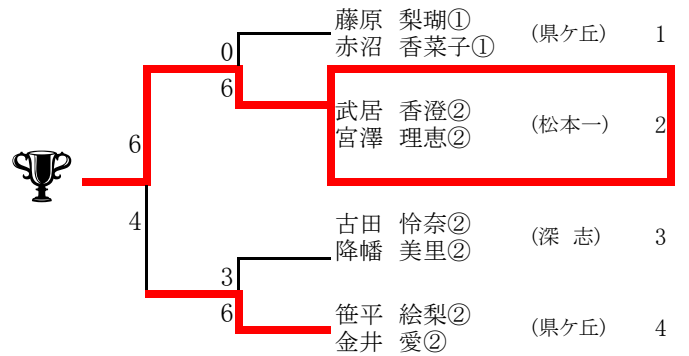 藤原 梨瑚①
赤沼 香菜子① (県ケ丘) 1
0
6
武居 香澄②
宮澤 理恵② (松本一) 2
6
4
古田 怜奈②
降幡 美里② (深 志) 3
3
6
笹平 絵梨②
金井 愛② (県ケ丘) 4